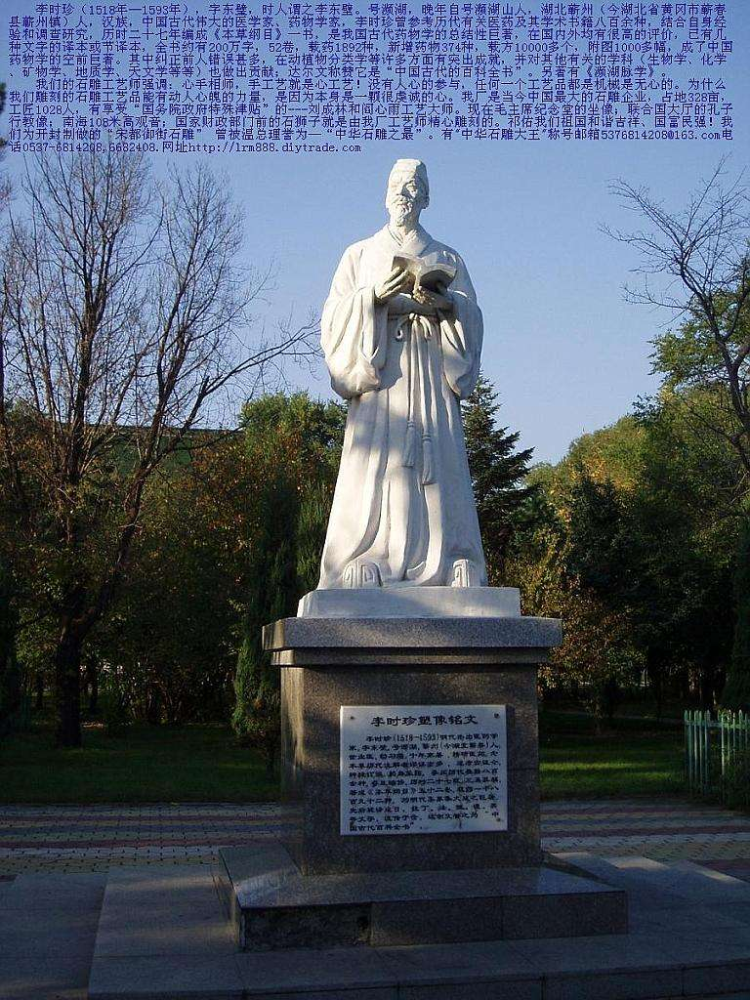 李时珍（1518年—1593年），字东璧，时人谓之李东壁。号濒湖，晚年自号濒湖山人，湖北蕲州（今湖北省黄冈市蕲春
县蕲州镇）人，汉族，中国古代伟大的医学家、药物学家，李时珍曾参考历代有关医药及其学术书籍八百余种，结合自身经
验和调查研究，历时二十七年编成《本草纲目》一书，是我国古代药物学的总结性巨著，在国内外均有很高的评价，已有几
种文字的译本或节译本，全书约有200万字，52卷，载药1892种，新增药物374种，载方10000多个，附图1000多幅，成了中国
药物学的空前巨著。其中纠正前人错误甚多，在动植物分类学等许多方面有突出成就，并对其他有关的学科（生物学、化学
、矿物学、地质学、天文学等等）也做出贡献；达尔文称赞它是“中国古代的百科全书”。另著有《濒湖脉学》。
我们的石雕工艺师强调：心手相师，手工艺就是心工艺！没有人心的参与，任何一个工艺品都是机械是无心的。为什么
我们雕刻的石雕工艺品能有动人心魄的力量，是因为本身是一颗很虔诚的心。我厂是当今中国最大的石雕企业，占地328亩，
工匠1028人，有享受“国务院政府特殊津贴”的---刘成林和阎心雨工艺大师。现在毛主席纪念堂的坐像，联合国大厅的孔子
行教像，南海108米高观音；国家财政部门前的石狮子就是由我厂工艺师精心雕刻的。祈佑我们祖国和谐吉祥、国富民强！我
们为开封制做的“宋都御街石雕”曾被温总理誉为—“中华石雕之最”。有“中华石雕大王”称号邮箱5376814208@163.com电
话0537-6814208,6682408.网址http://lrm888.diytrade.com
李时珍塑像铭文
李时珍(1518—1593)明代杰出医药学